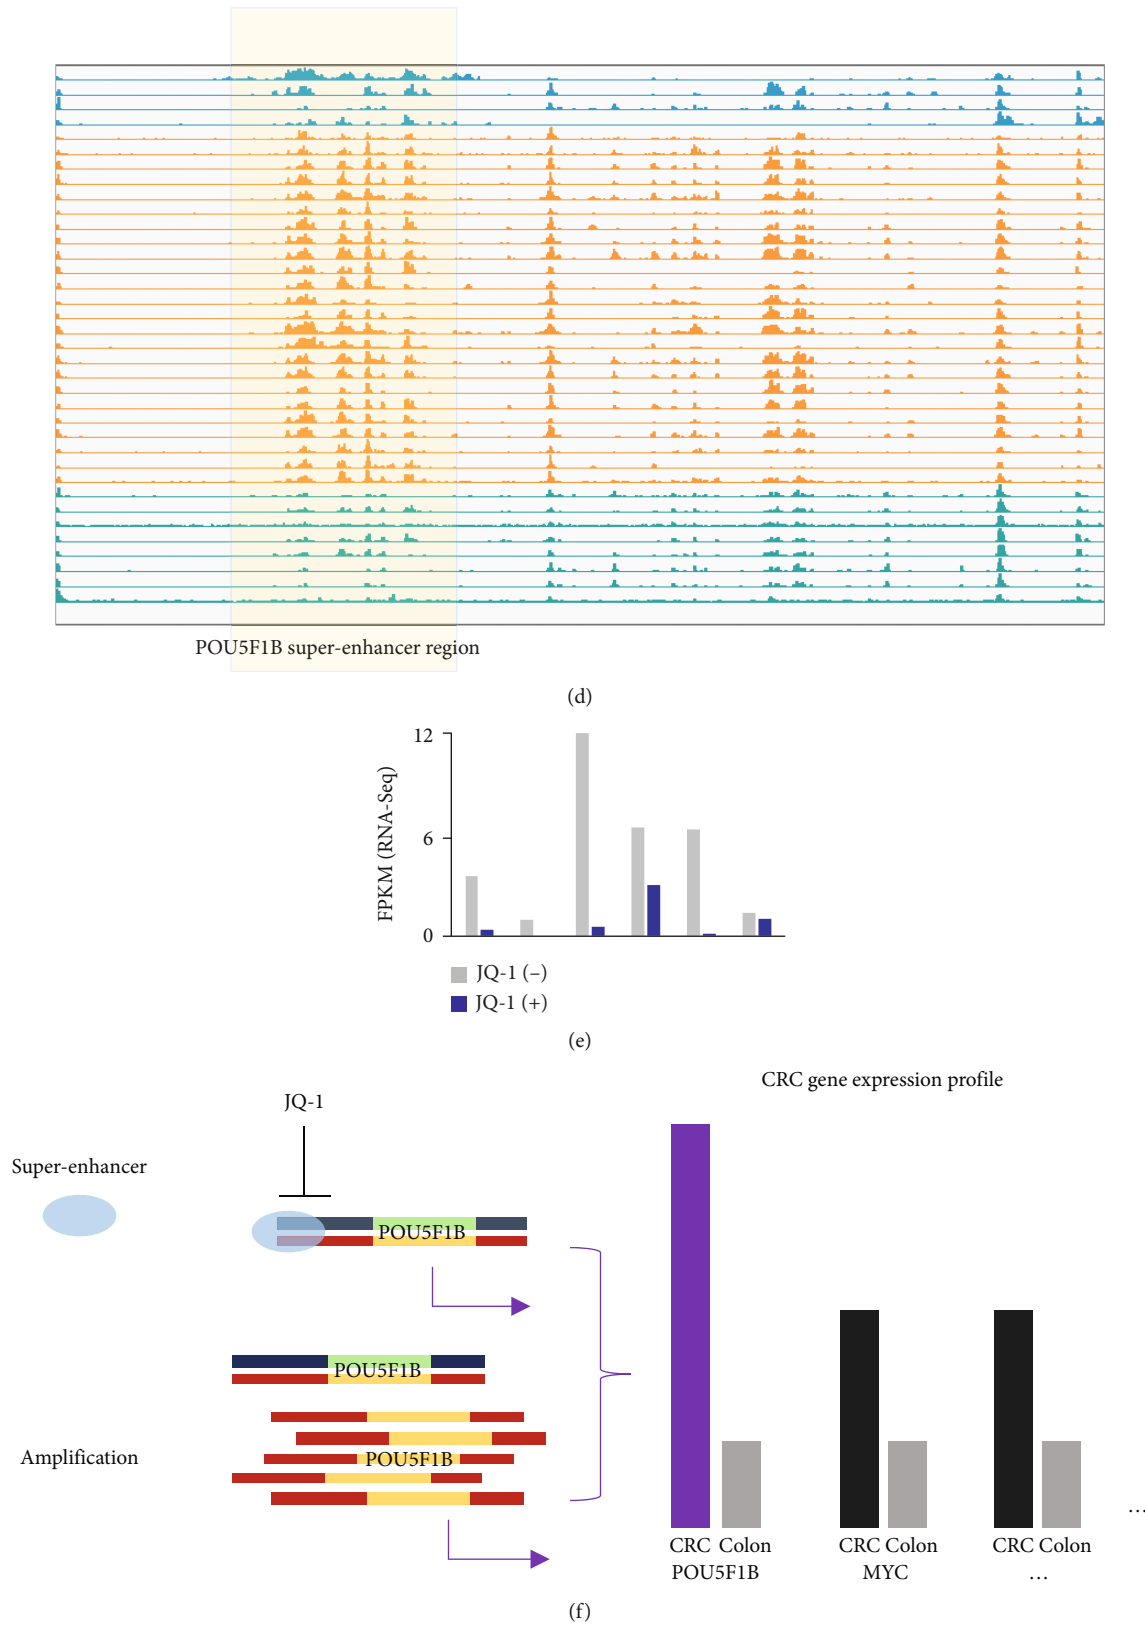 POU5F1B super-enhancer region
(d)
12
6
0
FPKM (RNA-Seq)
JQ-1 (–)
JQ-1 (+)
(e)
CRC gene expression profile
JQ-1
Super-enhancer
POU5F1B
POU5F1B
Amplification
POU5F1B
CRC Colon
POU5F1B
CRC Colon
MYC
CRC Colon
...
...
(f)